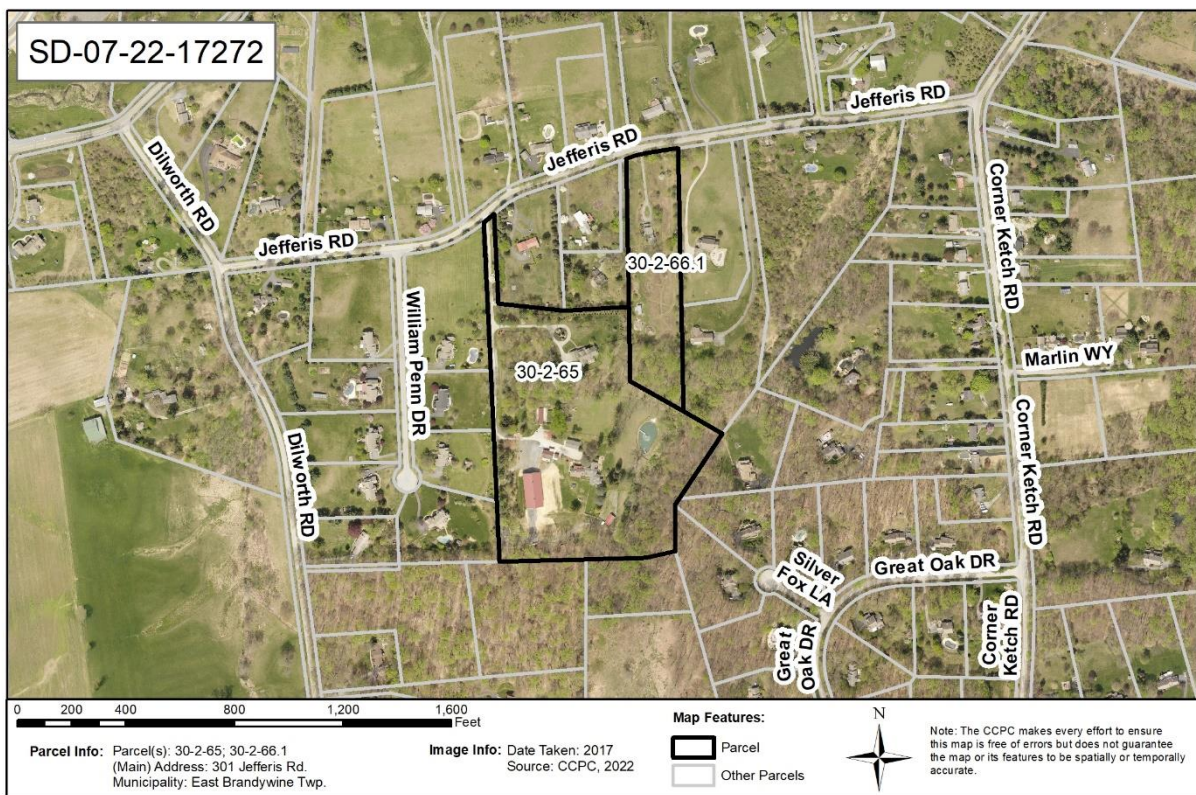 SD-07-22-17272
Jefferis RD
Dilworth RD
Jefferis RD
Jefferis RD
Corner Ketch RD
30-2-66.1
William Penn DR
30-2-65
Marlin WY
Dilworth RD
Corner Ketch RD
Silver
Fox LA
Great Oak DR
Great
Oak DR
Corner
Ketch RD
0 200 400 800 1,200 1,600
Feet
Parcel Info: Parcel(s): 30-2-65; 30-2-66.1
(Main) Address: 301 Jefferis Rd.
Municipality: East Brandywine Twp.
Image Info: Date Taken: 2017
Source: CCPC, 2022
Map Features:
Parcel
Other Parcels
N
Note: The CCPC makes every effort to ensure
this map is free of errors but does not guarantee
the map or its features to be spatially or temporally
accurate.